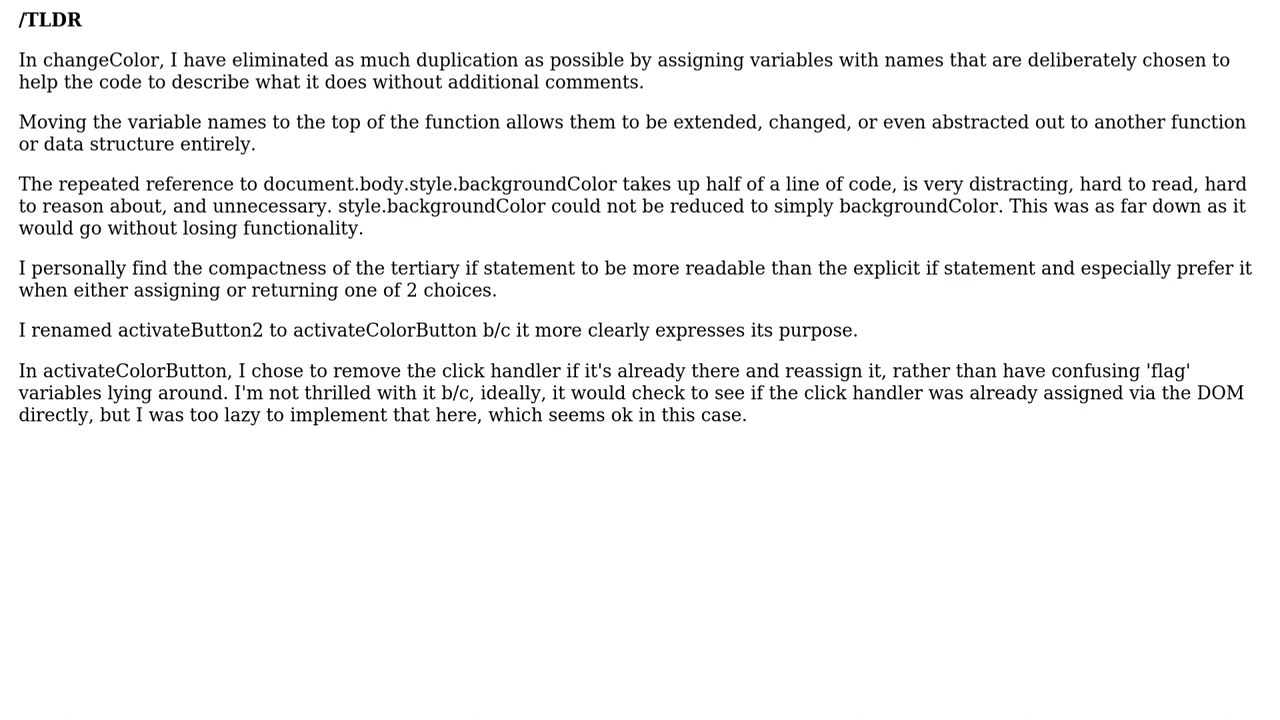 /TLDR
In changeColor, I have eliminated as much duplication as possible by assigning variables with names that are deliberately chosen to
help the code to describe what it does without additional comments.
Moving the variable names to the top of the function allows them to be extended, changed, or even abstracted out to another function
or data structure entirely.
The repeated reference to document.body.style.backgroundColor takes up half of a line of code, is very distracting, hard to read, hard
to reason about, and unnecessary. style.backgroundColor could not be reduced to simply backgroundColor. This was as far down as it
would go without losing functionality.
I personally find the compactness of the tertiary if statement to be more readable than the explicit if statement and especially prefer it
when either assigning or returning one of 2 choices.
I renamed activateButton2 to activateColorButton b/c it more clearly expresses its purpose.
In activateColorButton, I chose to remove the click handler if it's already there and reassign it, rather than have confusing 'flag'
variables lying around. I'm not thrilled with it b/c, ideally, it would check to see if the click handler was already assigned via the DOM
directly, but I was too lazy to implement that here, which seems ok in this case.